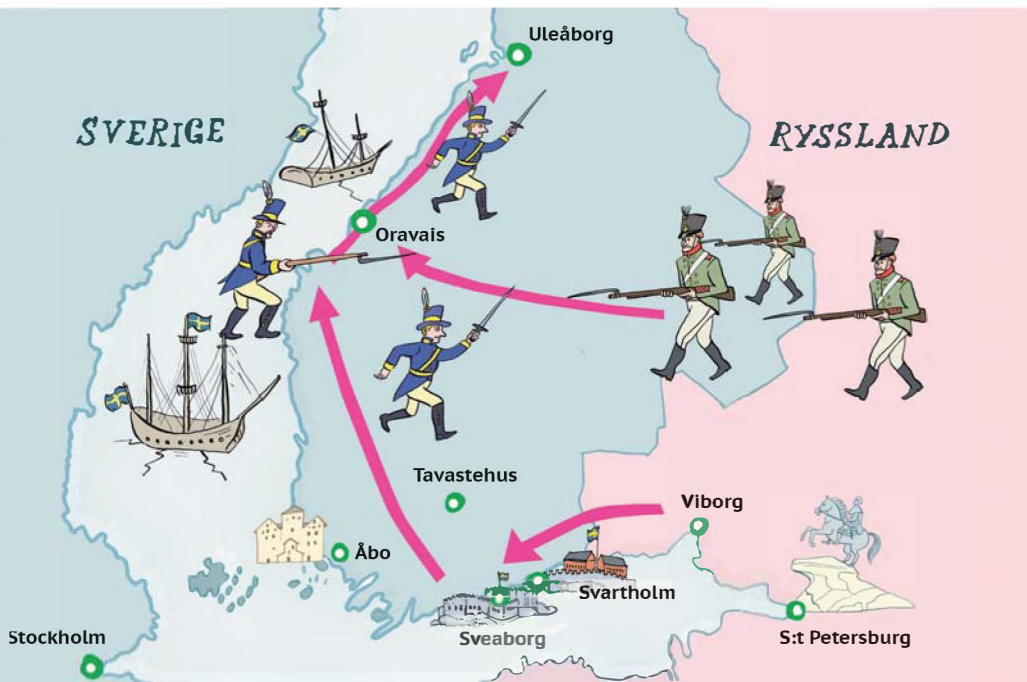 Uleåborg
SVERIGE
RYSSLAND
Oravais
Tavastehus
Viborg
Åbo
Svartholm
Stockholm
Sveaborg
S:t Petersburg